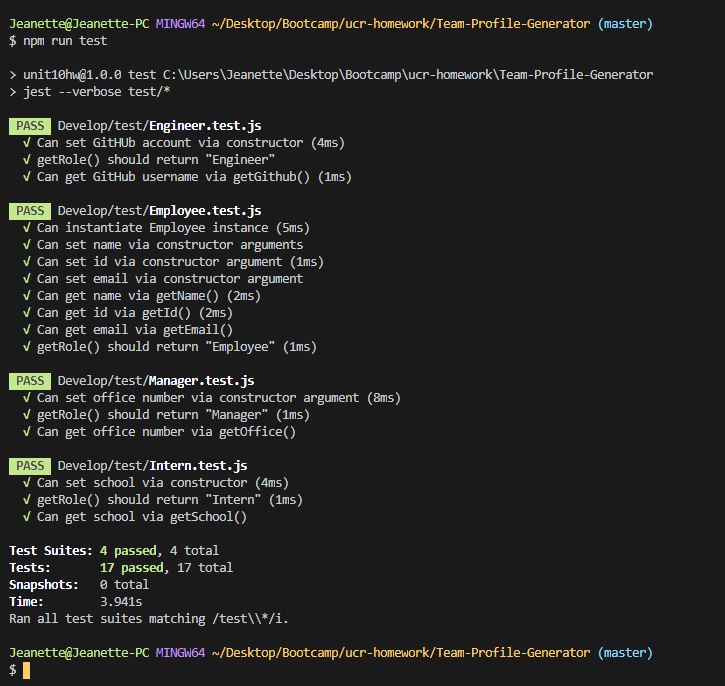 Jeanette@Jeanette-PC MINGW64 ~/Desktop/Bootcamp/ucr-homework/Team-Profile-Generator (master)
$ npm run test
> unit10hw@1.0.0 test C:\Users\Jeanette\Desktop\Bootcamp\ucr-homework\Team-Profile-Generator
> jest --verbose test/*
PASS Develop/test/Engineer.test.js
√ Can set GitHUb account via constructor (4ms)
√ getRole() should return "Engineer"
√ Can get GitHub username via getGithub() (1ms)
PASS Develop/test/Employee.test.js
√ Can instantiate Employee instance (5ms)
√ Can set name via constructor arguments
√ Can set id via constructor argument (1ms)
√ Can set email via constructor argument
√ Can get name via getName() (2ms)
√ Can get id via getId() (2ms)
√ Can get email via getEmail()
√ getRole() should return "Employee" (1ms)
PASS Develop/test/Manager.test.js
√ Can set office number via constructor argument (8ms)
√ getRole() should return "Manager" (1ms)
√ Can get office number via getOffice()
PASS Develop/test/Intern.test.js
√ Can set school via constructor (4ms)
√ getRole() should return "Intern" (1ms)
√ Can get school via getSchool()
Test Suites: 4 passed, 4 total
Tests: 17 passed, 17 total
Snapshots: 0 total
Time: 3.941s
Ran all test suites matching /test\\*/i.
Jeanette@Jeanette-PC MINGW64 ~/Desktop/Bootcamp/ucr-homework/Team-Profile-Generator (master)
$